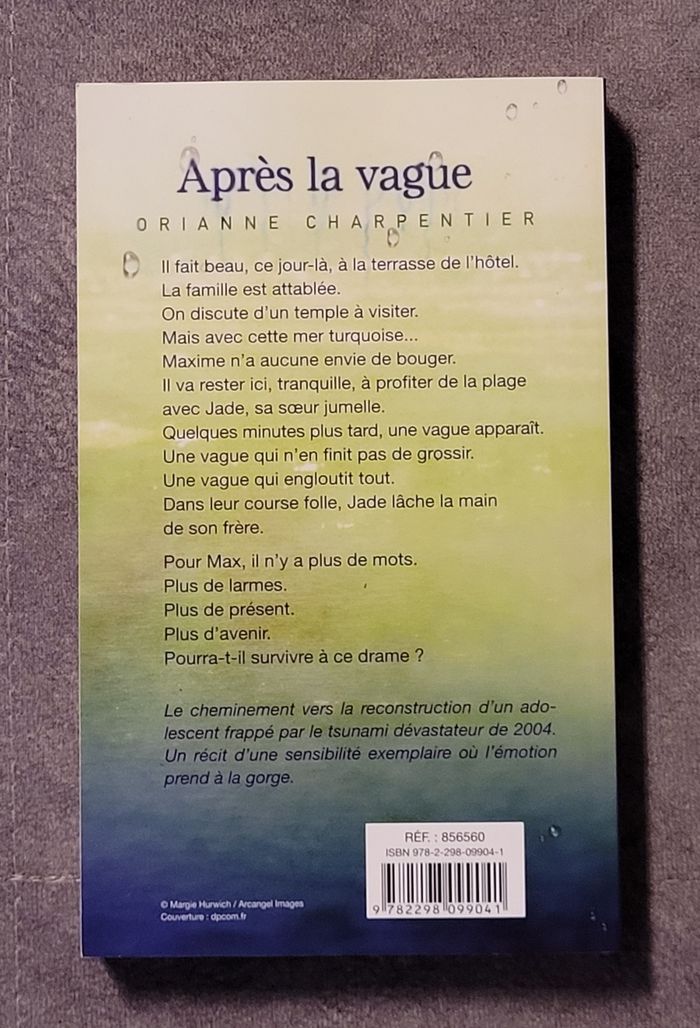 Après la vague
ORIANNE CHARPENTIER
Il fait beau, ce jour-là, à la terrasse de l'hôtel.
La famille est attablée.
On discute d'un temple à visiter.
Mais avec cette mer turquoise...
Maxime n'a aucune envie de bouger.
Il va rester ici, tranquille, à profiter de la plage
avec Jade, sa sœur jumelle.
Quelques minutes plus tard, une vague apparaît.
Une vague qui n'en finit pas de grossir.
Une vague qui engloutit tout.
Dans leur course folle, Jade lâche la main
de son frère.
Pour Max, il n'y a plus de mots.
Plus de larmes.
Plus de présent.
Plus d'avenir.
Pourra-t-il survivre à ce drame ?
Le cheminement vers la reconstruction d'un ado-
lescent frappé par le tsunami dévastateur de 2004.
Un récit d'une sensibilité exemplaire où l'émotion
prend à la gorge.
RÉF. : 856560
ISBN 978-2-298-09904-1
9 782298 099041
© Margie Hurwich / Arcangel Images
Couverture : dpcom.fr